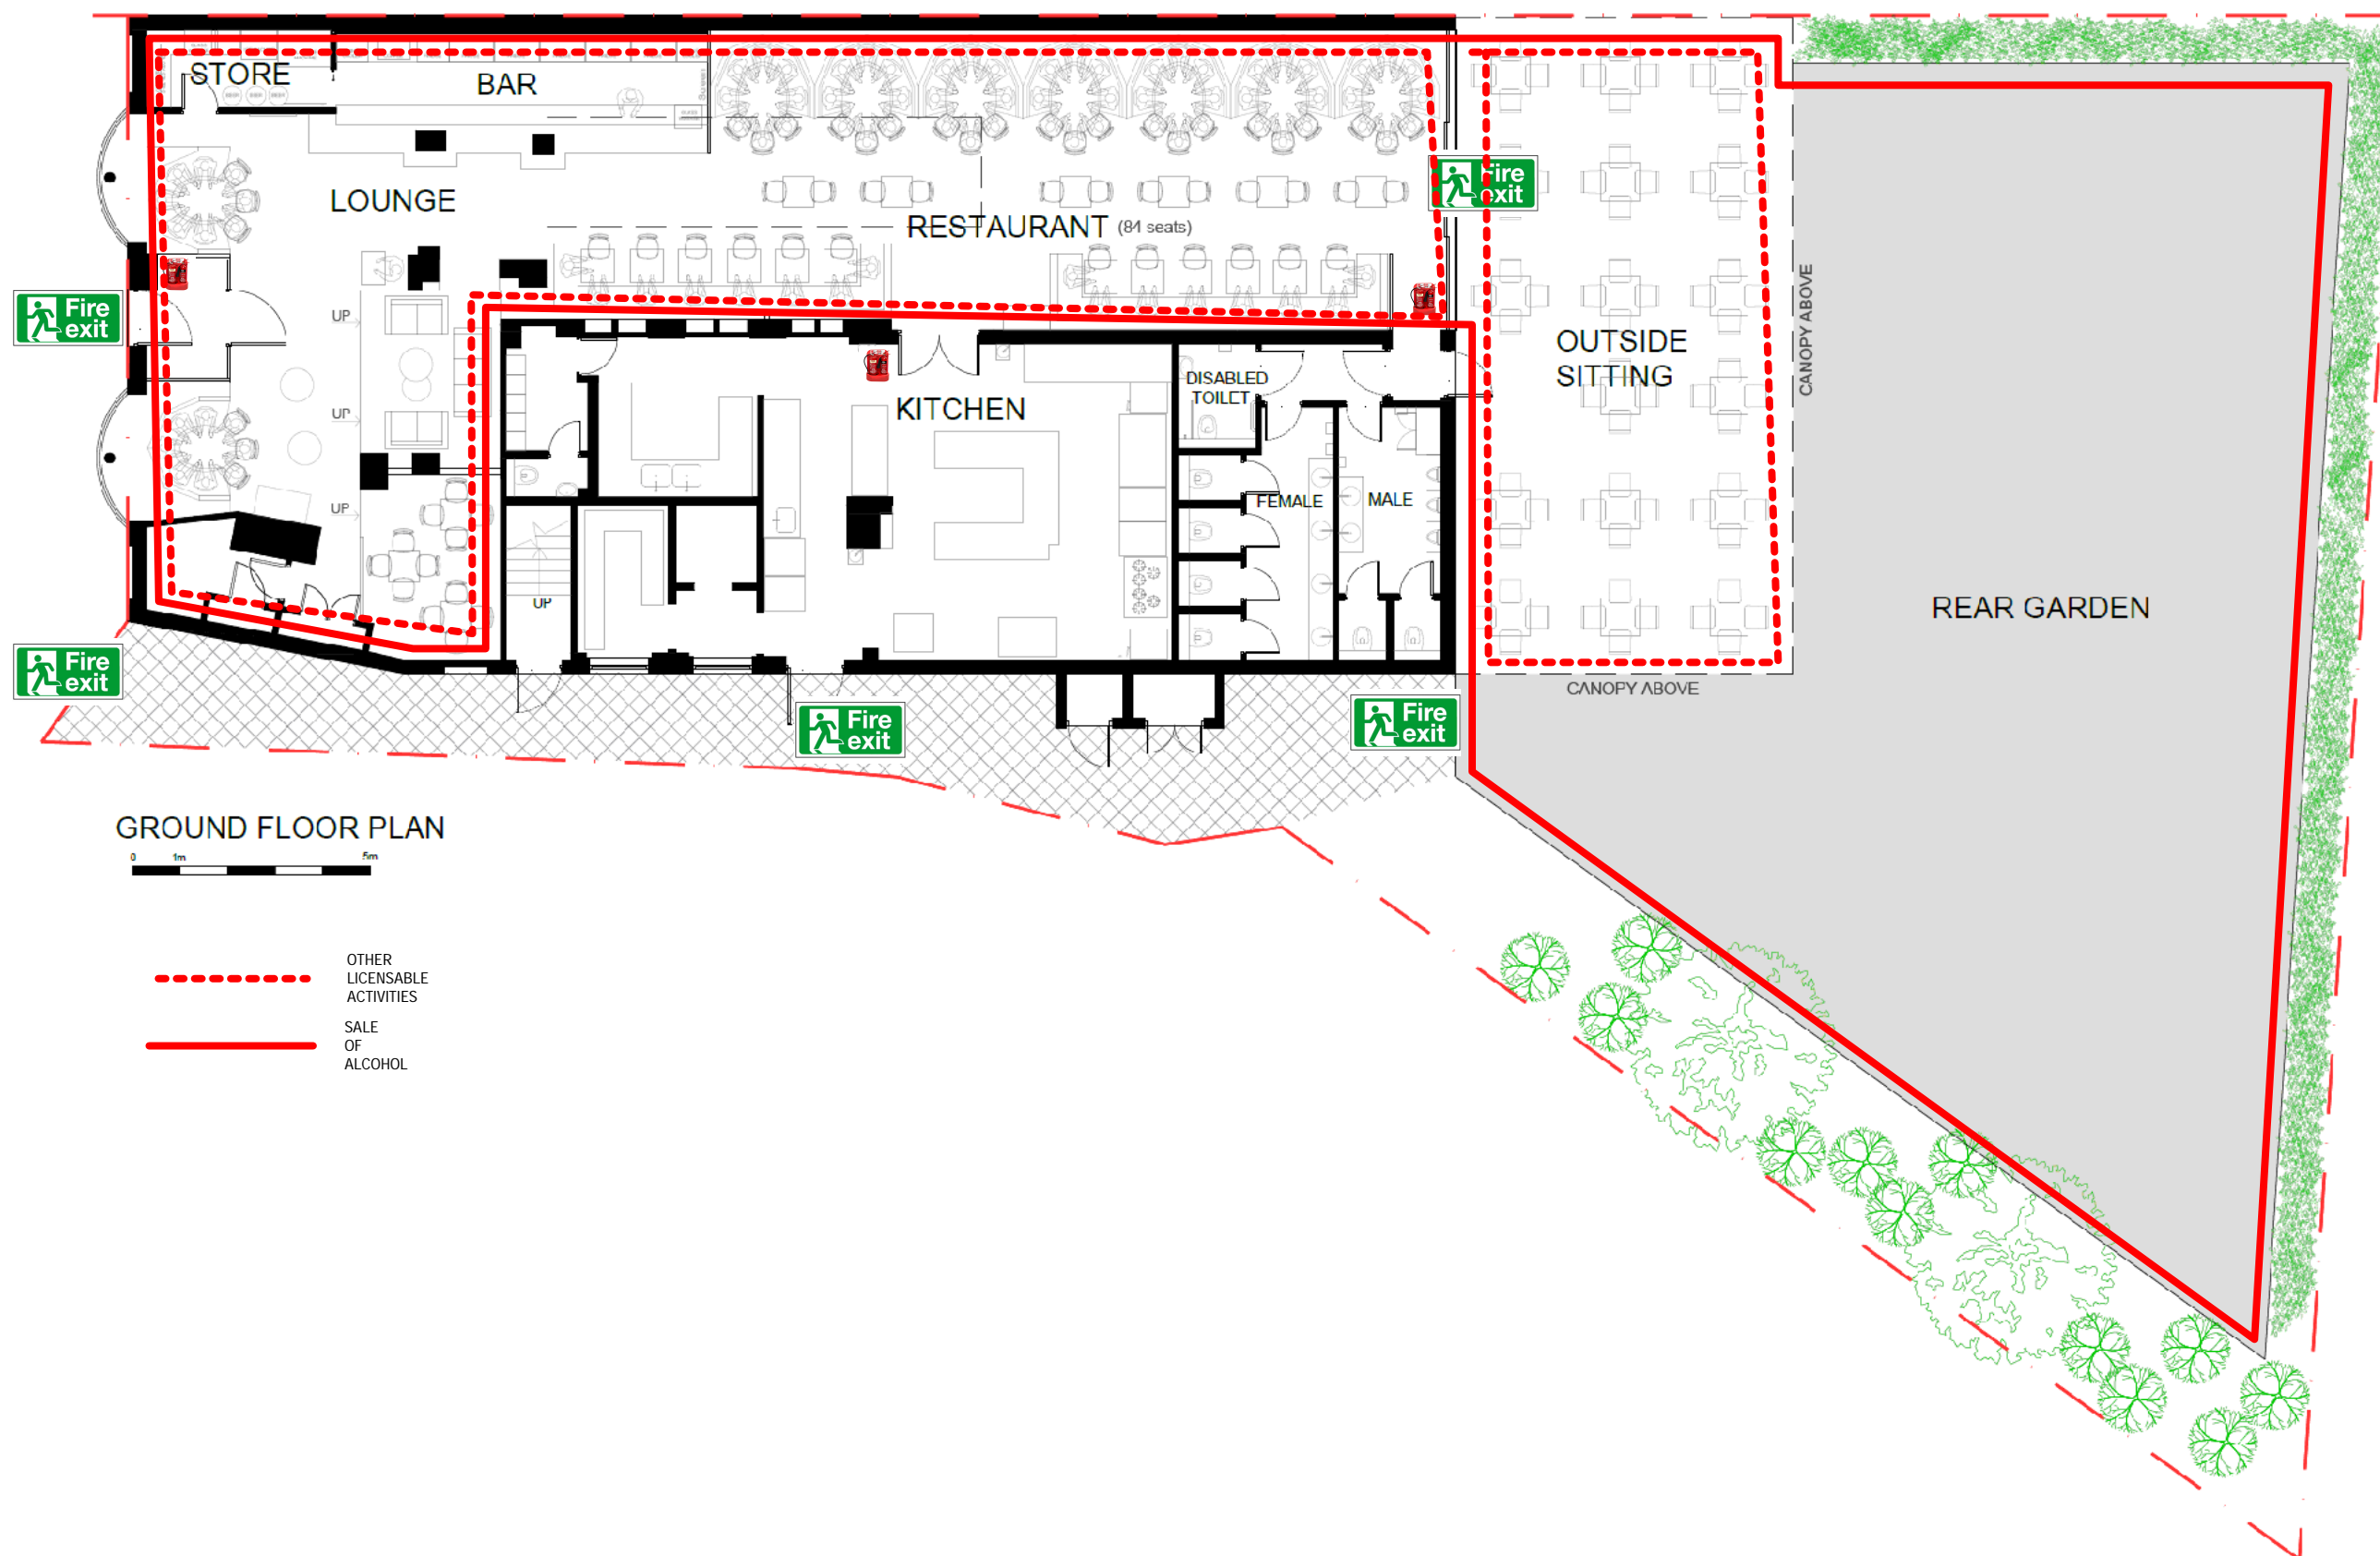 STORE
BAR
LOUNGE
RESTAURANT (84 seats)
Fire
exit
UP
Fire
exit
UP
UP
DISABLED
TOILET
KITCHEN
FEMALE
MALE
UP
OUTSIDE
SITTING
CANOPY ABOVE
CANOPY ABOVE
REAR GARDEN
Fire
exit
Fire
exit
Fire
exit
GROUND FLOOR PLAN
0 1m 5m
OTHER
LICENSABLE
ACTIVITIES
SALE
OF
ALCOHOL